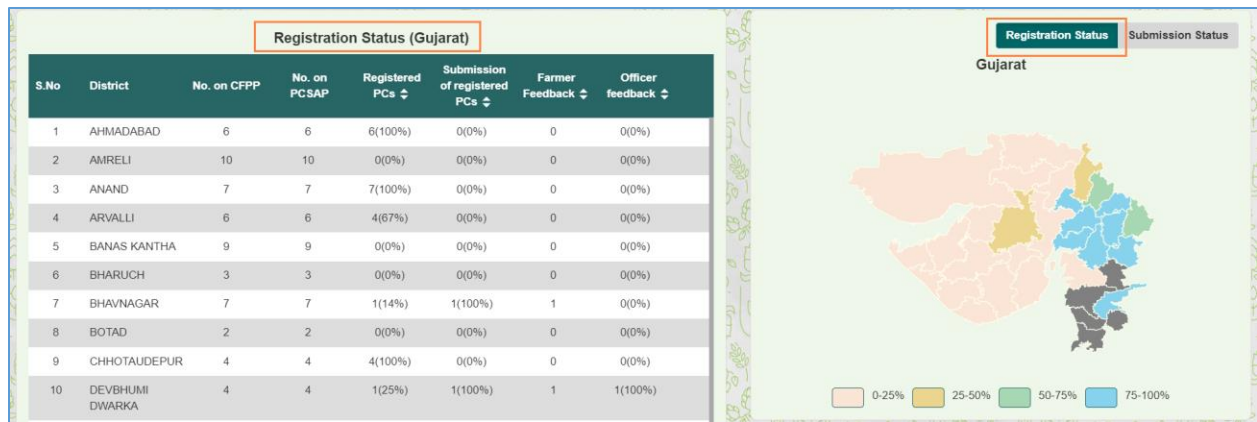 Registration Status (Gujarat)
S.No District No. on CFPP No. on PCSAP Registered PCs Submission of registered PCs Farmer Feedback Officer feedback
1 AHMADABAD 6 6 6(100%) 0(0%) 0 0(0%)
2 AMRELI 10 10 0(0%) 0(0%) 0 0(0%)
3 ANAND 7 7 7(100%) 0(0%) 0 0(0%)
4 ARVALLI 6 6 4(67%) 0(0%) 0 0(0%)
5 BANAS KANTHA 9 9 0(0%) 0(0%) 0 0(0%)
6 BHARUCH 3 3 0(0%) 0(0%) 0 0(0%)
7 BHAVNAGAR 7 7 1(14%) 1(100%) 1 0(0%)
8 BOTAD 2 2 0(0%) 0(0%) 0 0(0%)
9 CHHOTAUDEPUR 4 4 4(100%) 0(0%) 0 0(0%)
10 DEVBHUMI DWARKA 4 4 1(25%) 1(100%) 1 1(100%)
Registration Status Submission Status
Gujarat
0-25% 25-50% 50-75% 75-100%